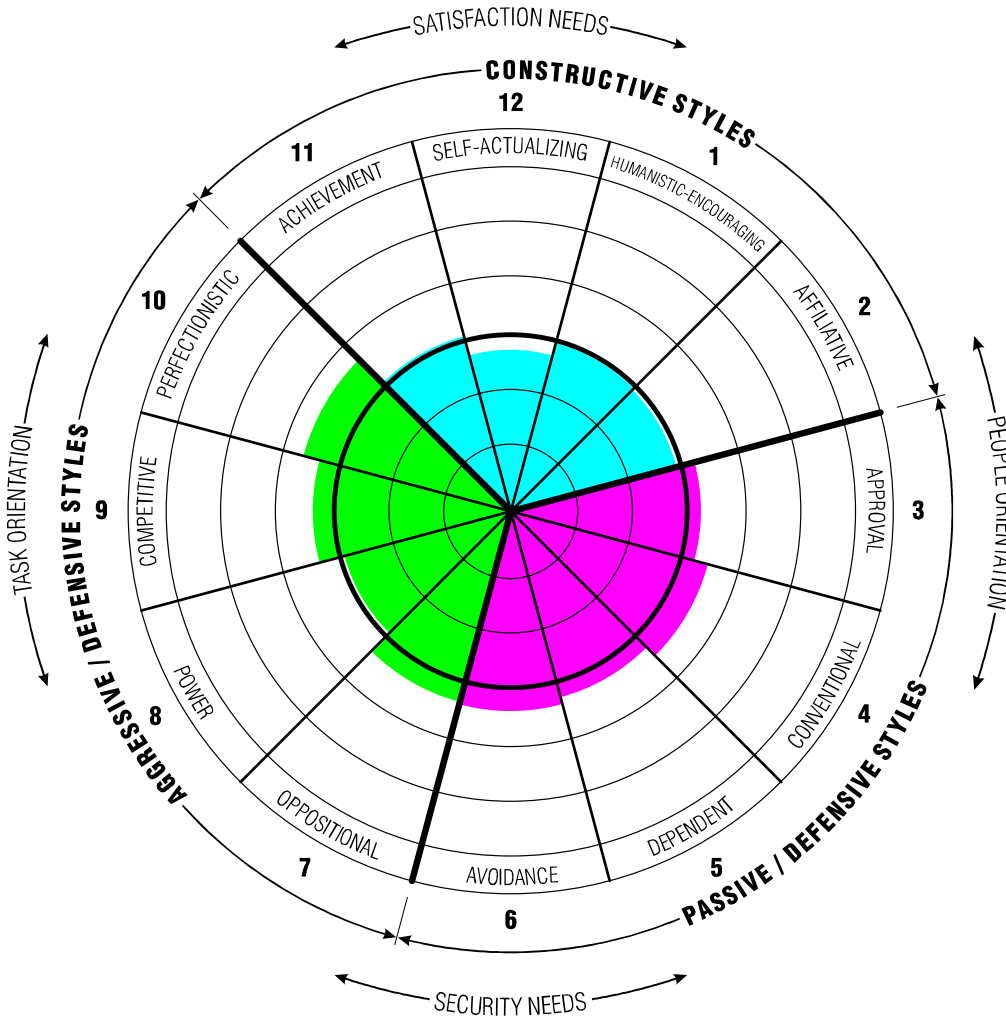 SATISFACTION NEEDS
CONSTRUCTIVE STYLES
12
11
1
SELF-ACTUALIZING
ACHIEVEMENT
HUMANISTIC-ENCOURAGING
10
2
PERFECTIONISTIC
AFFILIATIVE
TASK ORIENTATION
PEOPLE ORIENTATION
AGGRESSIVE / DEFENSIVE STYLES
9
COMPETITIVE
APPROVAL
3
8
POWER
CONVENTIONAL
4
PASSIVE / DEFENSIVE STYLES
OPPOSITIONAL
DEPENDENT
7
AVOIDANCE
5
6
SECURITY NEEDS